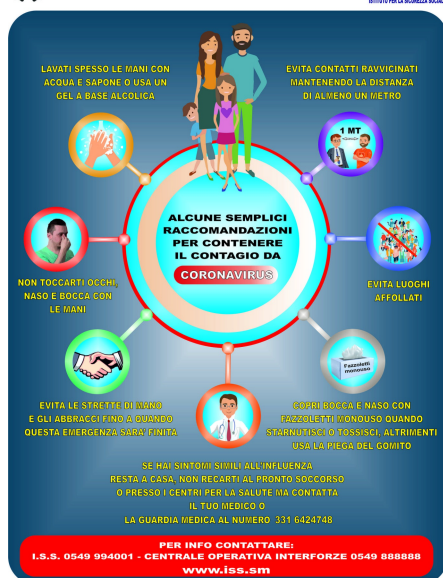 ISTITUTO PER LA SICUREZZA SOCIALE
LAVATI SPESSO LE MANI CON
ACQUA E SAPONE O USA UN
GEL A BASE ALCOLICA
EVITA CONTATTI RAVVICINATI
MANTENENDO LA DISTANZA
DI ALMENO UN METRO
1 MT
ALCUNE SEMPLICI
RACCOMANDAZIONI
PER CONTENERE
IL CONTAGIO DA
CORONAVIRUS
NON TOCCARTI OCCHI,
NASO E BOCCA CON
LE MANI
EVITA LUOGHI
AFFOLLATI
Fazzoletti
monouso
EVITA LE STRETTE DI MANO
E GLI ABBRACCI FINO A QUANDO
QUESTA EMERGENZA SARA' FINITA
COPRI BOCCA E NASO CON
FAZZOLETTI MONOUSO QUANDO
STARNUTISCI O TOSSISCI, ALTRIMENTI
USA LA PIEGA DEL GOMITO
SE HAI SINTOMI SIMILI ALL'INFLUENZA
RESTA A CASA, NON RECARTI AL PRONTO SOCCORSO
O PRESSO I CENTRI PER LA SALUTE MA CONTATTA
IL TUO MEDICO O
LA GUARDIA MEDICA AL NUMERO 331 6424748
PER INFO CONTATTARE:
I.S.S. 0549 994001 - CENTRALE OPERATIVA INTERFORZE 0549 888888
www.iss.sm